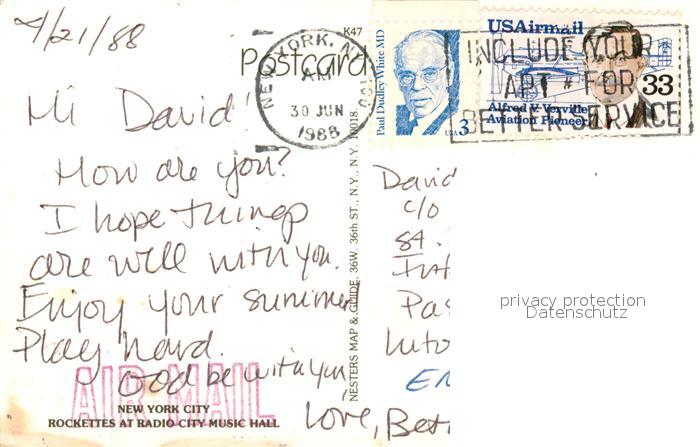 4/21/88
K47
Postcard
NEW YORK, NY
AM
30 JUN
1988
Paul Dudley White MD
USA 3
USAirmail
33
Alfred V. Verville
Aviation Pioneer
INCLUDE YOUR
APT # FOR
BETTER SERVICE
Hi David!
How are you?
I hope things
are well with you.
Enjoy your summer
Play hard.
God be with you
Love, Bett
NESTERS MAP & GUIDE, 36W. 36th ST., N.Y., N.Y. 10018.
David
c/o
Pas
AIR MAIL
NEW YORK CITY
ROCKETTES AT RADIO CITY MUSIC HALL
privacy protection
Datenschutz